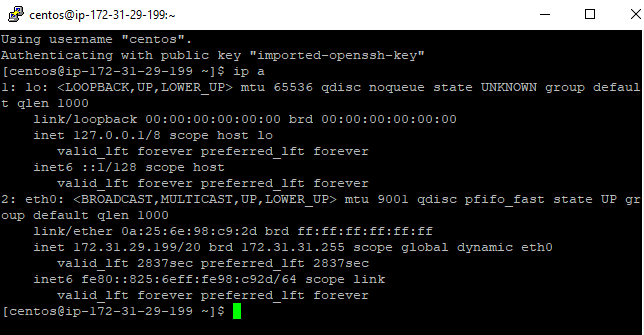 centos@ip-172-31-29-199:~
Using username "centos".
Authenticating with public key "imported-openssh-key"
[centos@ip-172-31-29-199 ~]$ ip a
1: lo: <LOOPBACK,UP,LOWER_UP> mtu 65536 qdisc noqueue state UNKNOWN group defaul
t qlen 1000
    link/loopback 00:00:00:00:00:00 brd 00:00:00:00:00:00
    inet 127.0.0.1/8 scope host lo
       valid_lft forever preferred_lft forever
    inet6 ::1/128 scope host
       valid_lft forever preferred_lft forever
2: eth0: <BROADCAST,MULTICAST,UP,LOWER_UP> mtu 9001 qdisc pfifo_fast state UP gr
oup default qlen 1000
    link/ether 0a:25:6e:98:c9:2d brd ff:ff:ff:ff:ff:ff
    inet 172.31.29.199/20 brd 172.31.31.255 scope global dynamic eth0
       valid_lft 2837sec preferred_lft 2837sec
    inet6 fe80::825:6eff:fe98:c92d/64 scope link
       valid_lft forever preferred_lft forever
[centos@ip-172-31-29-199 ~]$